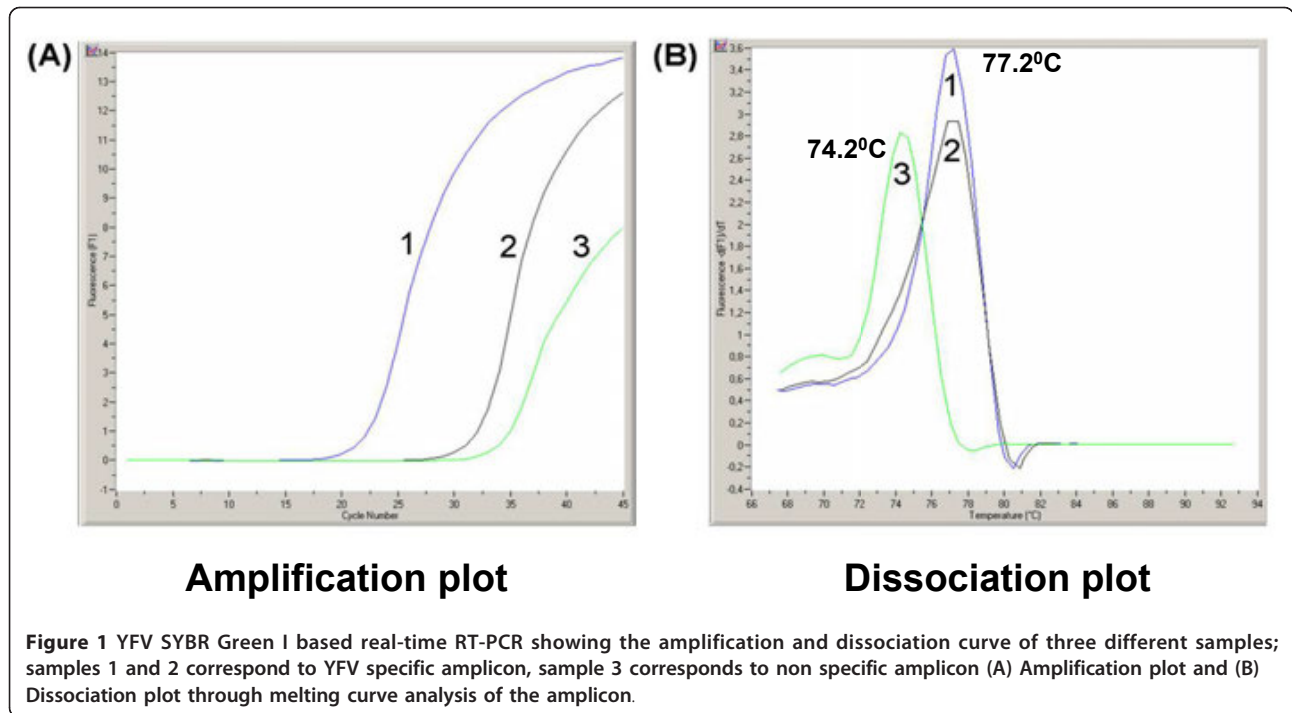 (A)
14
13
12
11
10
9
8
7
6
5
4
3
2
1
0
-1
Fluorescence (F1)
1
2
3
0 5 10 15 20 25 30 35 40 45
Cycle Number
Amplification plot
(B)
3,6
3,4
3,2
3
2,8
2,6
2,4
2,2
2
1,8
1,6
1,4
1,2
1
0,8
0,6
0,4
0,2
0
-0,2
-0,4
Fluorescence -d(F1)/dT
77.2⁰C
1
2
74.2⁰C
3
66 68 70 72 74 76 78 80 82 84 86 88 90 92 94
Temperature (°C)
Dissociation plot
Figure 1 YFV SYBR Green I based real-time RT-PCR showing the amplification and dissociation curve of three different samples;
samples 1 and 2 correspond to YFV specific amplicon, sample 3 corresponds to non specific amplicon (A) Amplification plot and (B)
Dissociation plot through melting curve analysis of the amplicon.